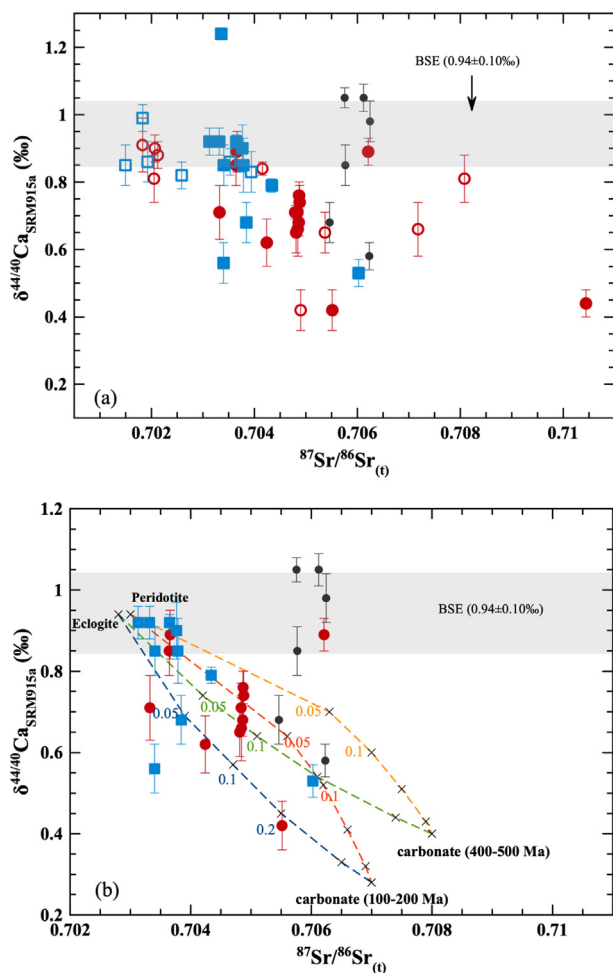 1.2
1
0.8
0.6
0.4
δ⁴⁴/⁴⁰Ca_SRM915a (‰)
BSE (0.94±0.10‰)
(a)
0.702 0.704 0.706 0.708 0.71
⁸⁷Sr/⁸⁶Sr₍t₎
1.2
1
0.8
0.6
0.4
0.2
δ⁴⁴/⁴⁰Ca_SRM915a (‰)
Peridotite
Eclogite
BSE (0.94±0.10‰)
0.05 0.05 0.05 0.05
0.1 0.1 0.1 0.1
0.2
carbonate (400-500 Ma)
carbonate (100-200 Ma)
(b)
0.702 0.704 0.706 0.708 0.71
⁸⁷Sr/⁸⁶Sr₍t₎